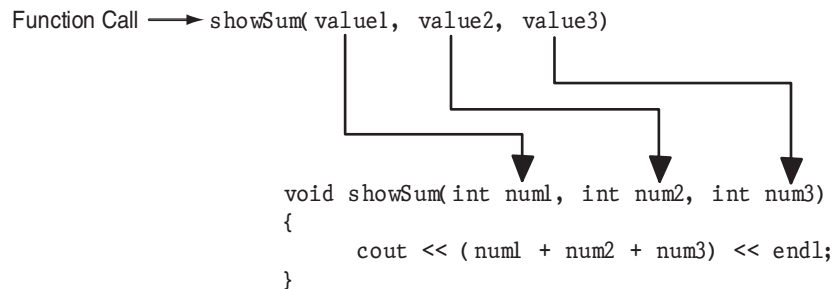 Function Call showSum(value1, value2, value3)
void showSum(int num1, int num2, int num3)
{
cout << (num1 + num2 + num3) << endl;
}